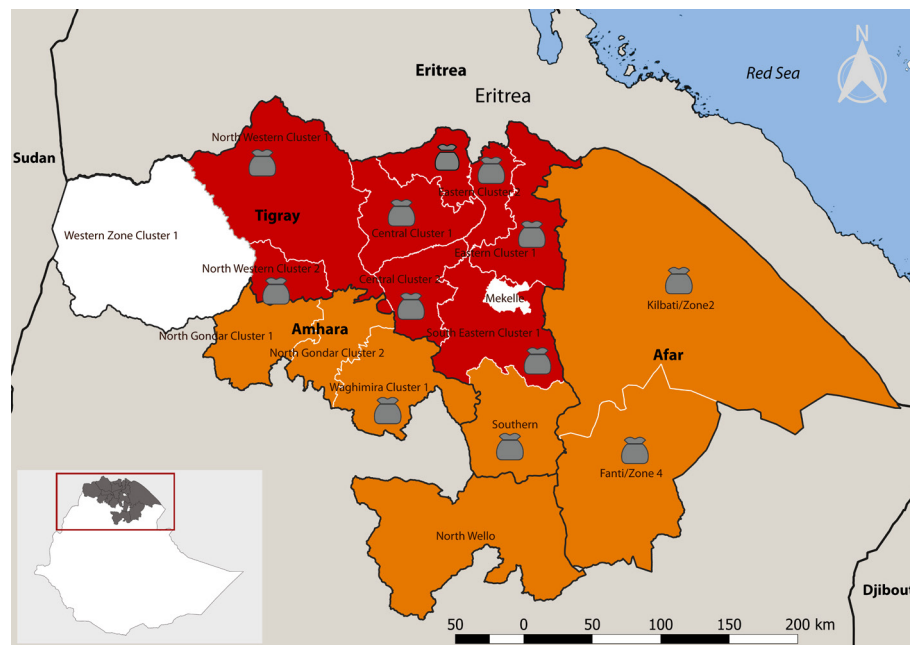 N
Red Sea
Eritrea
Eritrea
Sudan
North Western Cluster 1
Tigray
Western Zone Cluster 1
Central Cluster 1
Eastern Cluster 1
North Western Cluster 2
Central Cluster
Mekelle
Kilbati/Zone2
North Gondar Cluster 1
Amhara
South Eastern Cluster 1
North Gondar Cluster 2
Afar
Waghimira Cluster 1
Southern
Fanti/Zone 4
North Wello
Eastern Cluster
Djibout
50 0 50 100 150 200 km